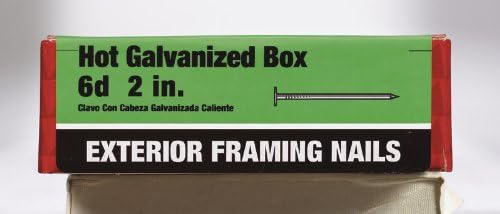 Hot Galvanized Box
6d 2 in.
Clavo Con Cabeza Galvanizada Caliente
EXTERIOR FRAMING NAILS